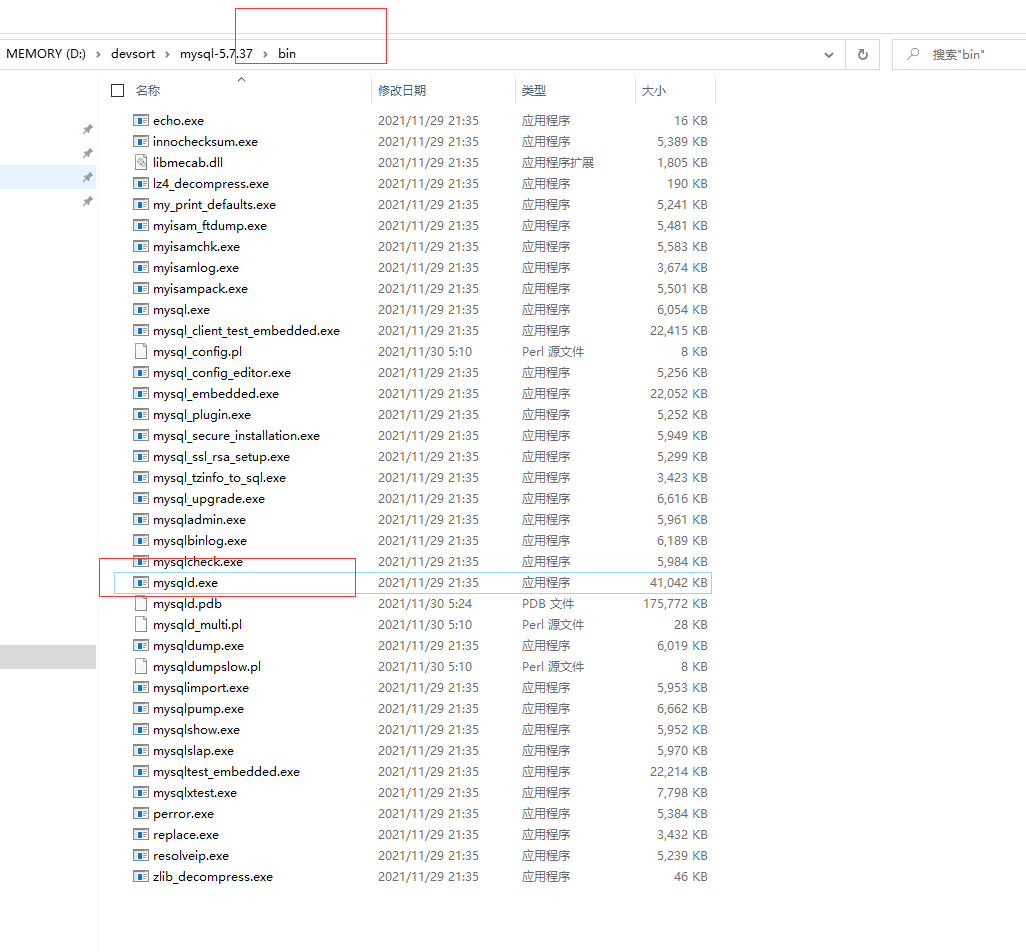 MEMORY (D:) › devsort › mysql-5.7.37 › bin 搜索"bin"
名称 修改日期 类型 大小
echo.exe 2021/11/29 21:35 应用程序 16 KB
innochecksum.exe 2021/11/29 21:35 应用程序 5,389 KB
libmecab.dll 2021/11/29 21:35 应用程序扩展 1,805 KB
lz4_decompress.exe 2021/11/29 21:35 应用程序 190 KB
my_print_defaults.exe 2021/11/29 21:35 应用程序 5,241 KB
myisam_ftdump.exe 2021/11/29 21:35 应用程序 5,481 KB
myisamchk.exe 2021/11/29 21:35 应用程序 5,583 KB
myisamlog.exe 2021/11/29 21:35 应用程序 3,674 KB
myisampack.exe 2021/11/29 21:35 应用程序 5,501 KB
mysql.exe 2021/11/29 21:35 应用程序 6,054 KB
mysql_client_test_embedded.exe 2021/11/29 21:35 应用程序 22,415 KB
mysql_config.pl 2021/11/30 5:10 Perl 源文件 8 KB
mysql_config_editor.exe 2021/11/29 21:35 应用程序 5,256 KB
mysql_embedded.exe 2021/11/29 21:35 应用程序 22,052 KB
mysql_plugin.exe 2021/11/29 21:35 应用程序 5,252 KB
mysql_secure_installation.exe 2021/11/29 21:35 应用程序 5,949 KB
mysql_ssl_rsa_setup.exe 2021/11/29 21:35 应用程序 5,299 KB
mysql_tzinfo_to_sql.exe 2021/11/29 21:35 应用程序 3,423 KB
mysql_upgrade.exe 2021/11/29 21:35 应用程序 6,616 KB
mysqladmin.exe 2021/11/29 21:35 应用程序 5,961 KB
mysqlbinlog.exe 2021/11/29 21:35 应用程序 6,189 KB
mysqlcheck.exe 2021/11/29 21:35 应用程序 5,984 KB
mysqld.exe 2021/11/29 21:35 应用程序 41,042 KB
mysqld.pdb 2021/11/30 5:24 PDB 文件 175,772 KB
mysqld_multi.pl 2021/11/30 5:10 Perl 源文件 28 KB
mysqldump.exe 2021/11/29 21:35 应用程序 6,019 KB
mysqldumpslow.pl 2021/11/30 5:10 Perl 源文件 8 KB
mysqlimport.exe 2021/11/29 21:35 应用程序 5,953 KB
mysqlpump.exe 2021/11/29 21:35 应用程序 6,662 KB
mysqlshow.exe 2021/11/29 21:35 应用程序 5,952 KB
mysqlslap.exe 2021/11/29 21:35 应用程序 5,970 KB
mysqltest_embedded.exe 2021/11/29 21:35 应用程序 22,214 KB
mysqlxtest.exe 2021/11/29 21:35 应用程序 7,798 KB
perror.exe 2021/11/29 21:35 应用程序 5,384 KB
replace.exe 2021/11/29 21:35 应用程序 3,432 KB
resolveip.exe 2021/11/29 21:35 应用程序 5,239 KB
zlib_decompress.exe 2021/11/29 21:35 应用程序 46 KB